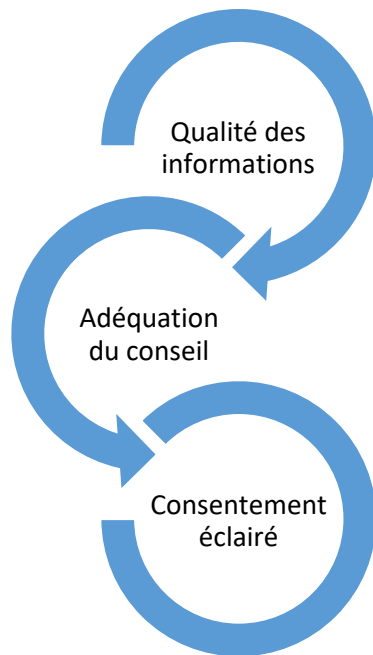 Qualité des
informations
Adéquation
du conseil
Consentement
éclairé